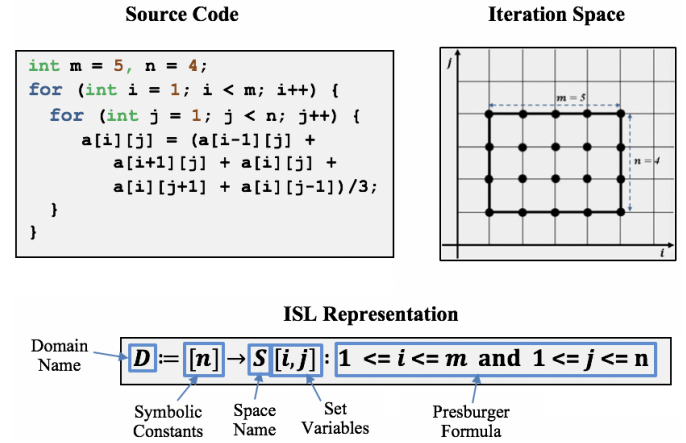 Source Code
int m = 5, n = 4;
for (int i = 1; i < m; i++) {
for (int j = 1; j < n; j++) {
a[i][j] = (a[i-1][j] +
a[i+1][j] + a[i][j] +
a[i][j+1] + a[i][j-1])/3;
}
}
Iteration Space
j
m = 5
n = 4
i
ISL Representation
Domain Name
D := [n] → S [i,j] : 1 <= i <= m and 1 <= j <= n
Symbolic Constants
Space Name
Set Variables
Presburger Formula